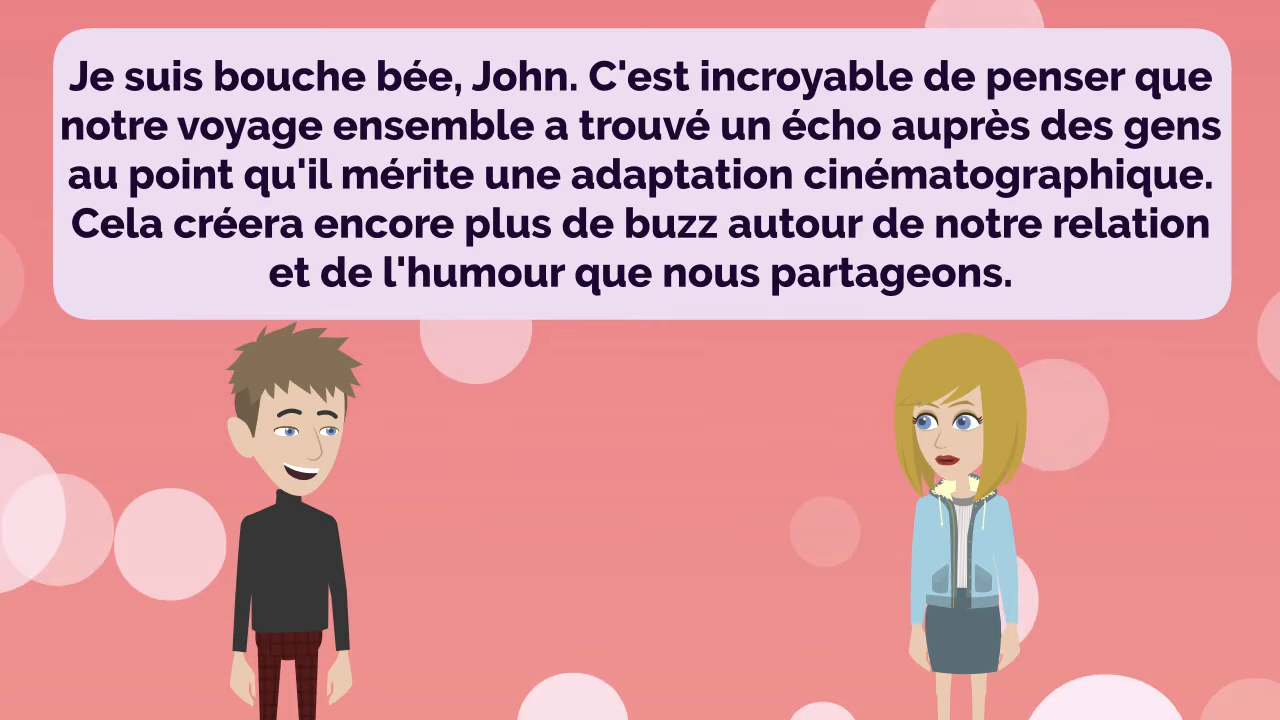 Je suis bouche bée, John. C'est incroyable de penser que
notre voyage ensemble a trouvé un écho auprès des gens
au point qu'il mérite une adaptation cinématographique.
Cela créera encore plus de buzz autour de notre relation
et de l'humour que nous partageons.